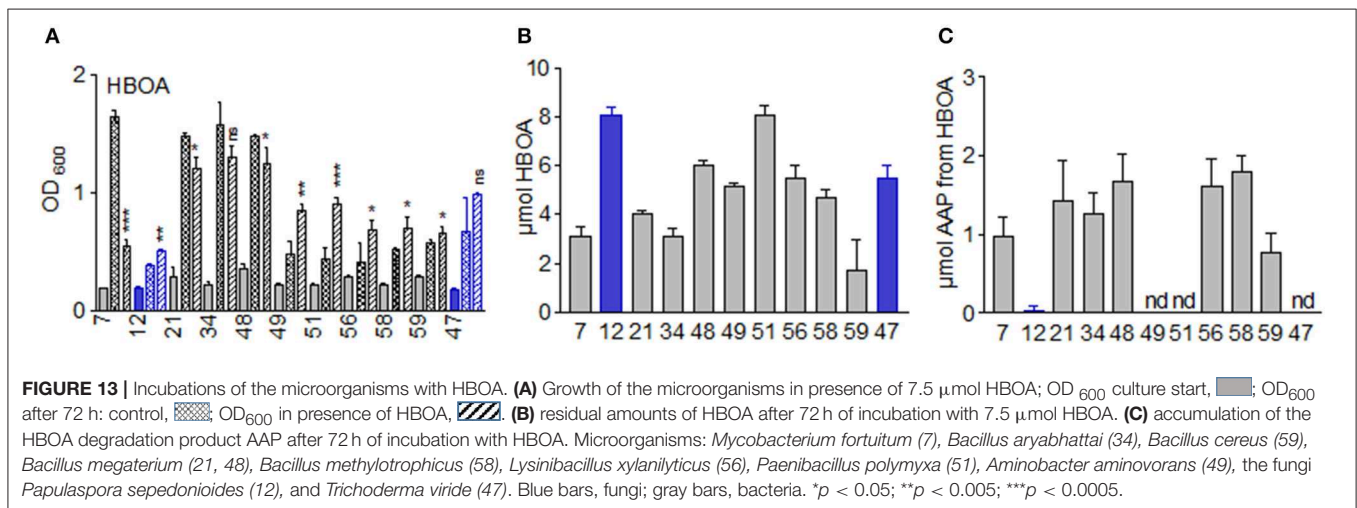 A
B
C
HBOA
2
1
0
OD 600
***
**
*
ns
*
**
***
*
*
*
ns
7 12 21 34 48 49 51 56 58 59 47
10
8
6
4
2
0
µmol HBOA
7 12 21 34 48 49 51 56 58 59 47
3
2
1
0
µmol AAP from HBOA
nd nd nd
7 12 21 34 48 49 51 56 58 59 47
FIGURE 13 | Incubations of the microorganisms with HBOA. (A) Growth of the microorganisms in presence of 7.5 µmol HBOA; OD 600 culture start, ; OD600
after 72 h: control, ; OD600 in presence of HBOA, . (B) residual amounts of HBOA after 72 h of incubation with 7.5 µmol HBOA. (C) accumulation of the
HBOA degradation product AAP after 72 h of incubation with HBOA. Microorganisms: Mycobacterium fortuitum (7), Bacillus aryabhattai (34), Bacillus cereus (59),
Bacillus megaterium (21, 48), Bacillus methylotrophicus (58), Lysinibacillus xylanilyticus (56), Paenibacillus polymyxa (51), Aminobacter aminovorans (49), the fungi
Papulaspora sepedonioides (12), and Trichoderma viride (47). Blue bars, fungi; gray bars, bacteria. *p < 0.05; **p < 0.005; ***p < 0.0005.